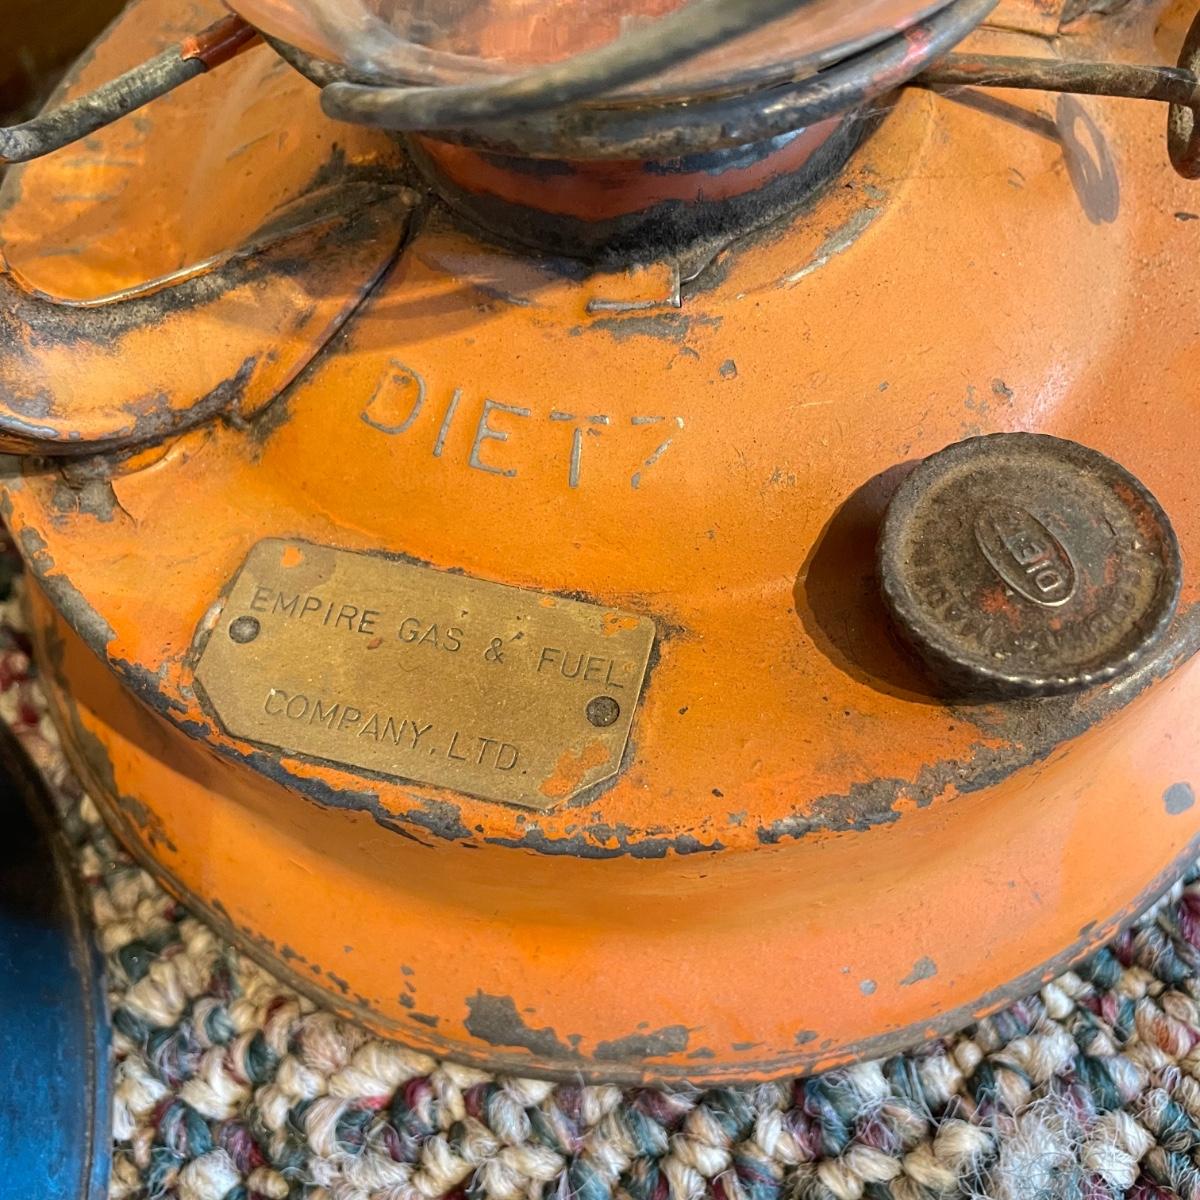 DIETZ
EMPIRE GAS & FUEL
COMPANY, LTD.
DIETZ